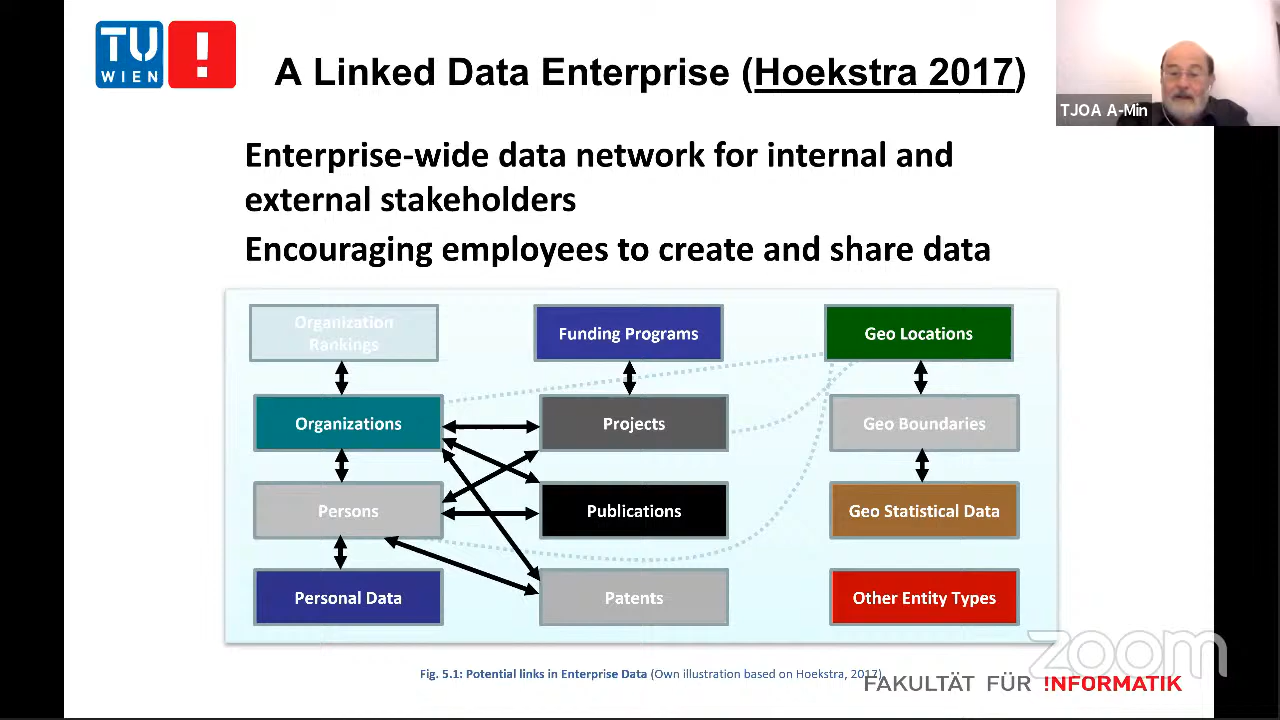 TU
WIEN
!
A Linked Data Enterprise (Hoekstra 2017)
TJOA A-Min
Enterprise-wide data network for internal and
external stakeholders
Encouraging employees to create and share data
Organization
Rankings
Funding Programs
Geo Locations
Organizations
Projects
Geo Boundaries
Persons
Publications
Geo Statistical Data
Personal Data
Patents
Other Entity Types
Fig. 5.1: Potential links in Enterprise Data (Own illustration based on Hoekstra, 2017).
zoom
FAKULTÄT FÜR !NFORMATIK